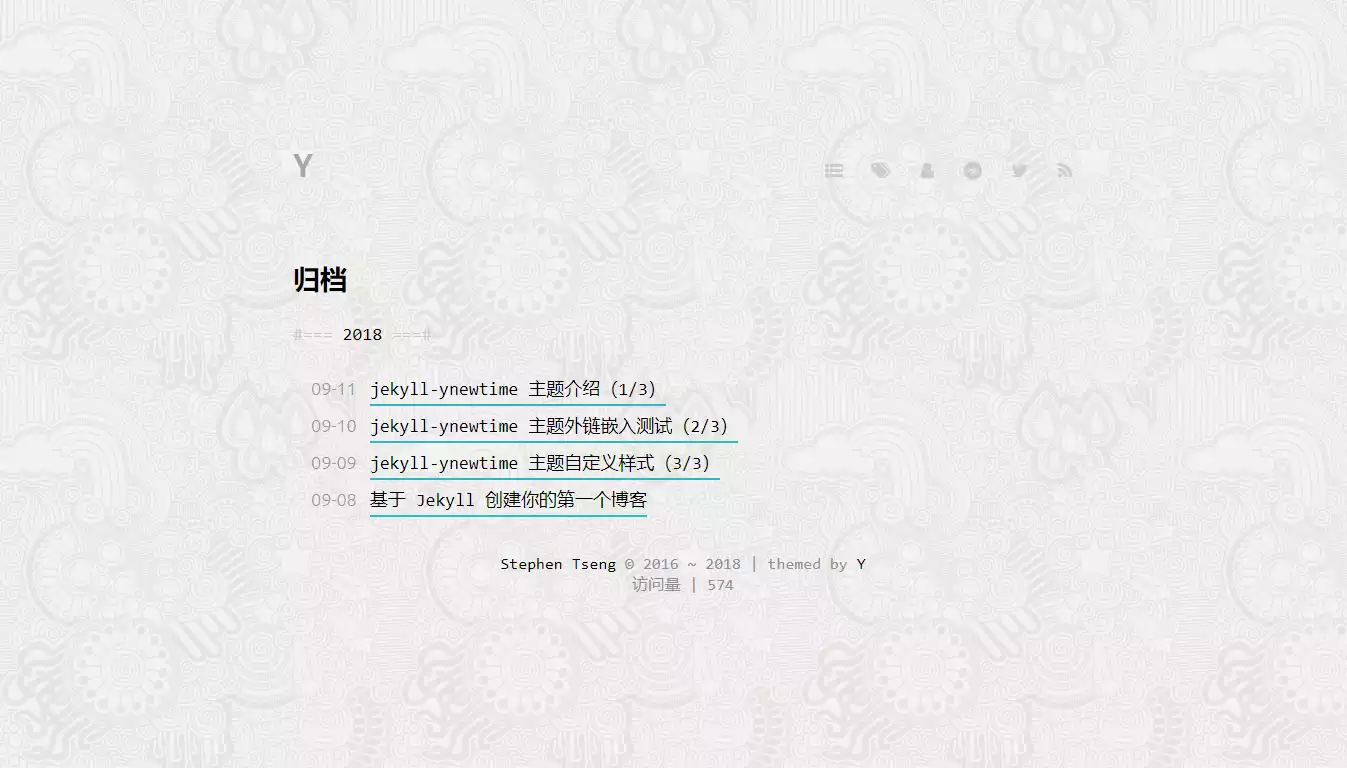 Y
归档
#=== 2018 ===#
09-11 jekyll-ynewtime 主题介绍（1/3）
09-10 jekyll-ynewtime 主题外链嵌入测试（2/3）
09-09 jekyll-ynewtime 主题自定义样式（3/3）
09-08 基于 Jekyll 创建你的第一个博客
Stephen Tseng © 2016 ~ 2018 | themed by Y
访问量 | 574